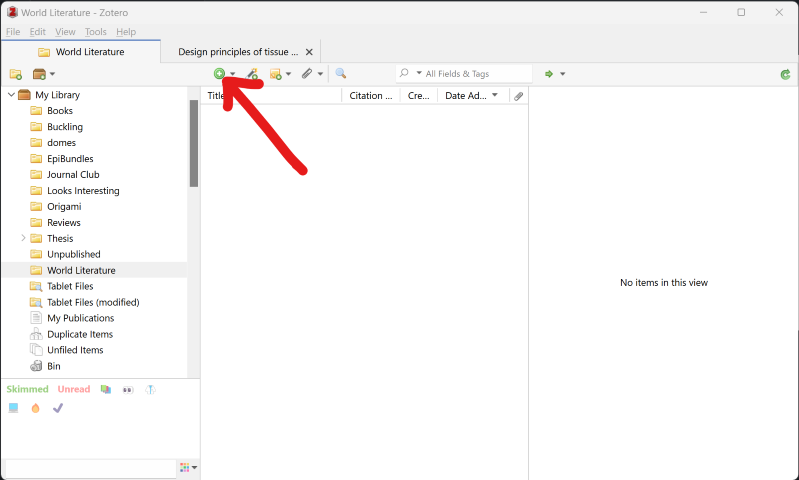 World Literature - Zotero
File Edit View Tools Help
World Literature
Design principles of tissue ...
All Fields & Tags
My Library
Books
Buckling
domes
EpiBundles
Journal Club
Looks Interesting
Origami
Reviews
Thesis
Unpublished
World Literature
Tablet Files
Tablet Files (modified)
My Publications
Duplicate Items
Unfiled Items
Bin
Skimmed Unread
Title Citation ... Cre... Date Ad...
No items in this view